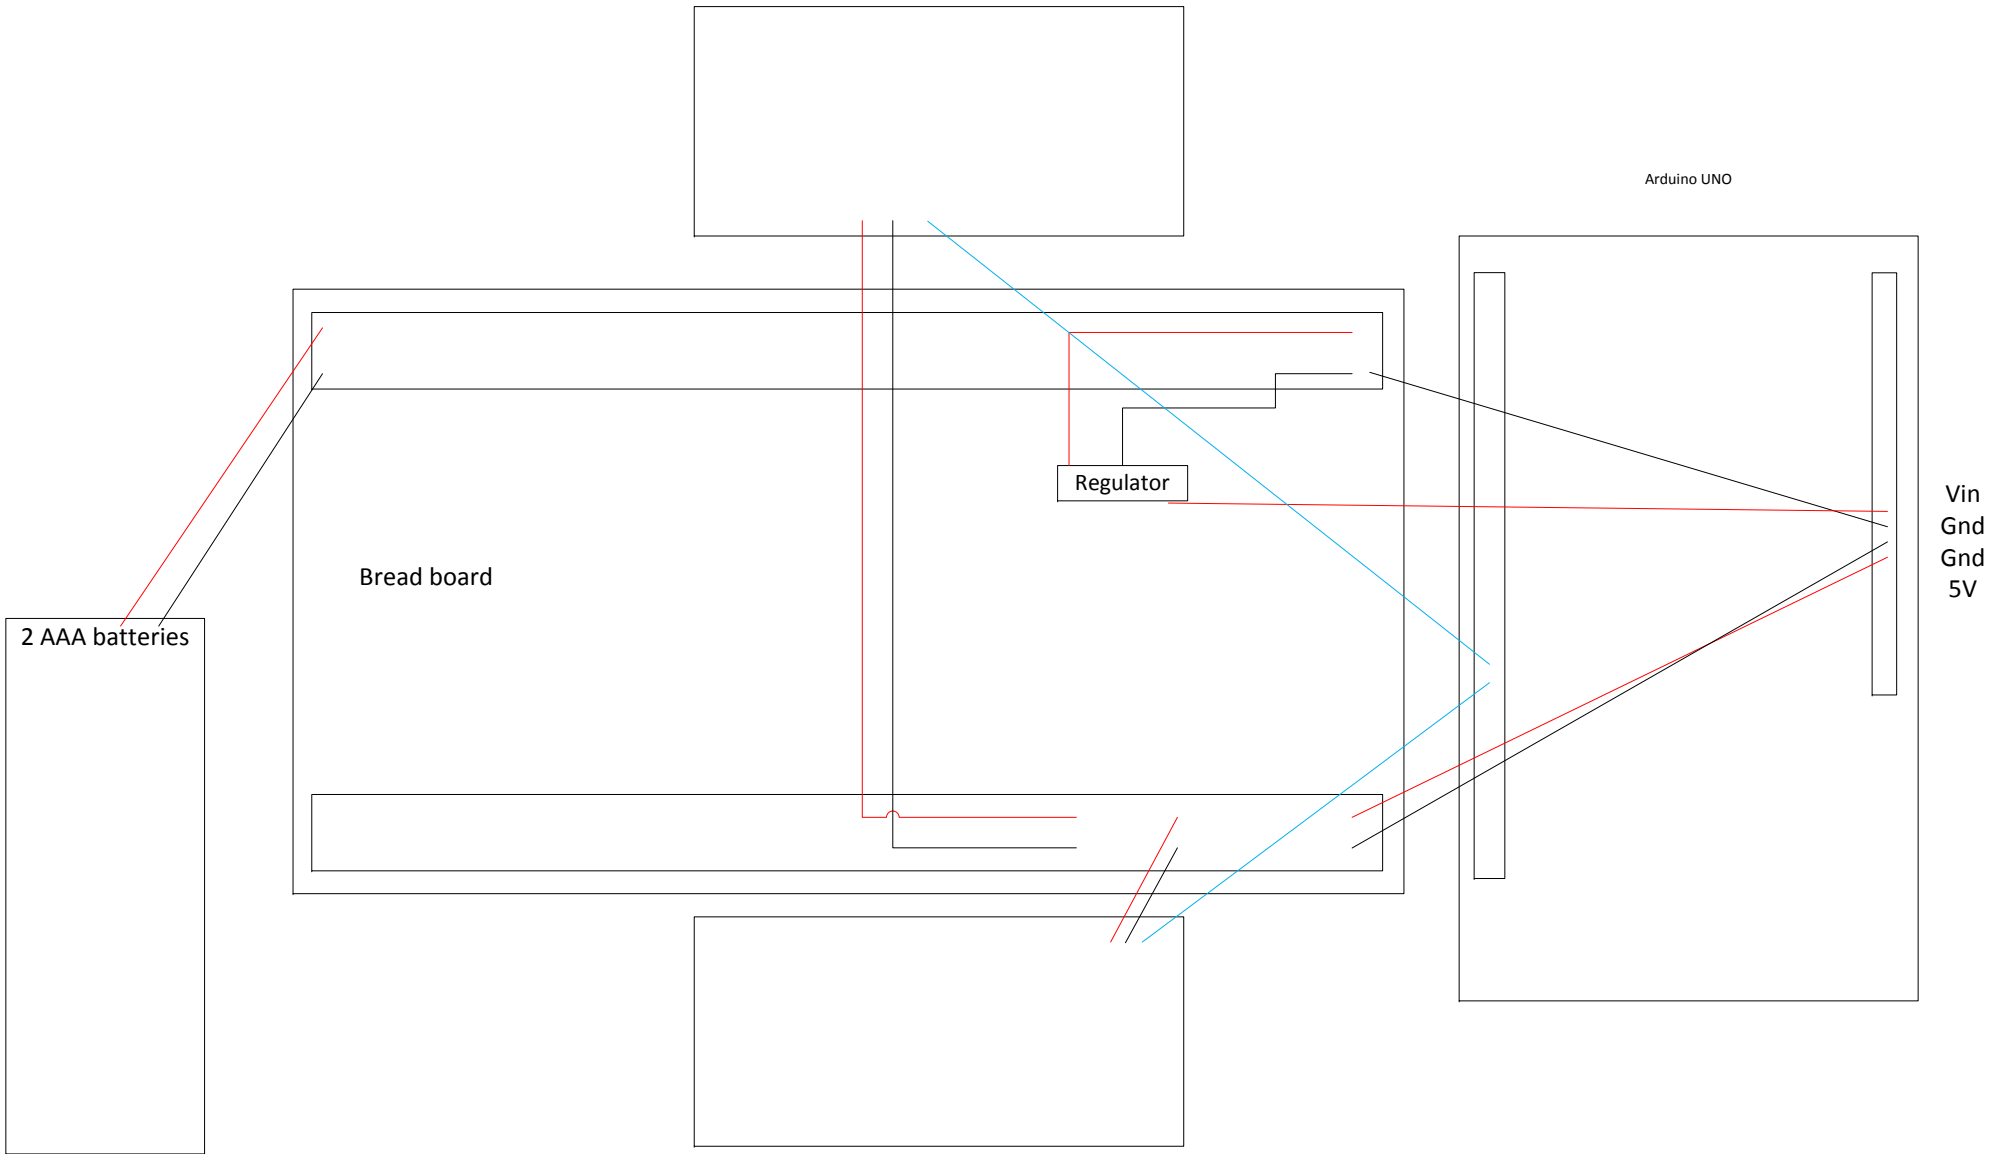 Arduino UNO
Regulator
Vin
Gnd
Gnd
5V
Bread board
2 AAA batteries